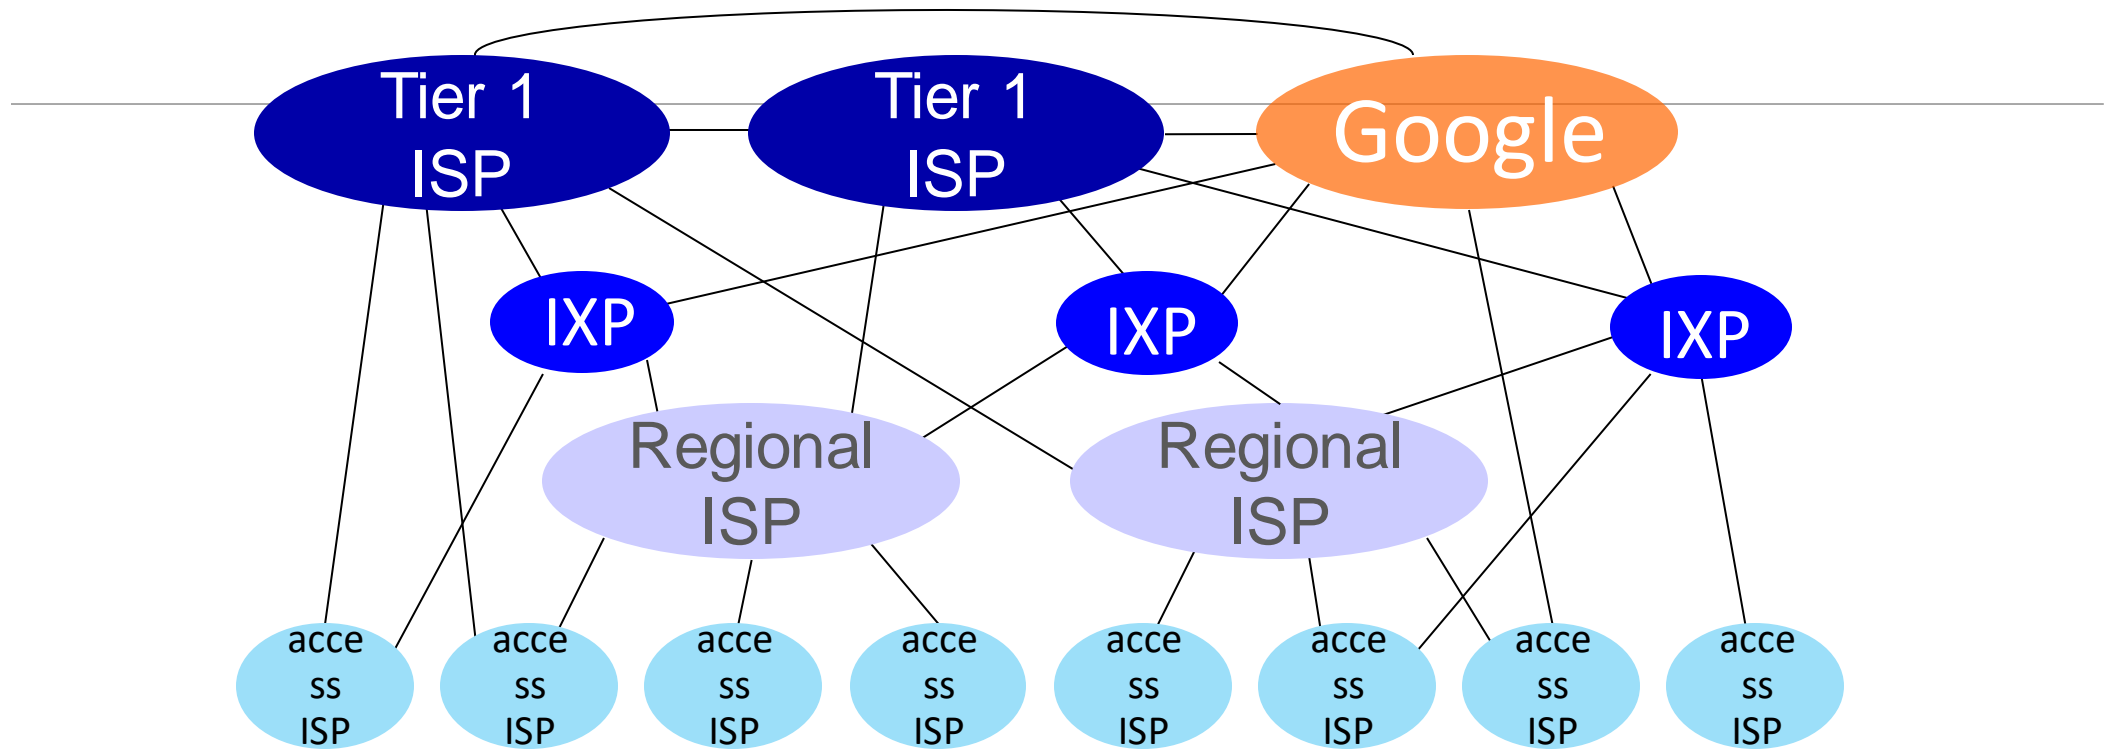 Tier 1
ISP
Tier 1
ISP
Google
IXP
IXP
IXP
Regional
ISP
Regional
ISP
acce
ss
ISP
acce
ss
ISP
acce
ss
ISP
acce
ss
ISP
acce
ss
ISP
acce
ss
ISP
acce
ss
ISP
acce
ss
ISP